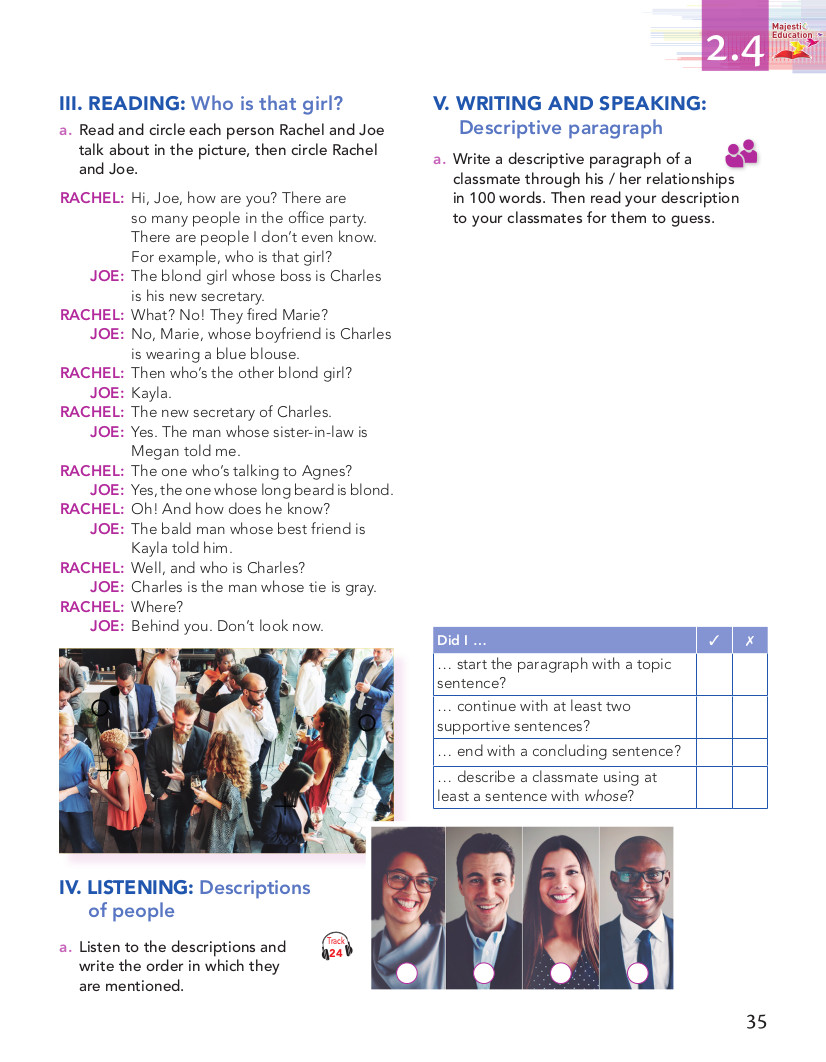 2.4
Majesti
Education
III. READING: Who is that girl?
a. Read and circle each person Rachel and Joe
talk about in the picture, then circle Rachel
and Joe.
RACHEL: Hi, Joe, how are you? There are
so many people in the office party.
There are people I don't even know.
For example, who is that girl?
JOE: The blond girl whose boss is Charles
is his new secretary.
RACHEL: What? No! They fired Marie?
JOE: No, Marie, whose boyfriend is Charles
is wearing a blue blouse.
RACHEL: Then who's the other blond girl?
JOE: Kayla.
RACHEL: The new secretary of Charles.
JOE: Yes. The man whose sister-in-law is
Megan told me.
RACHEL: The one who's talking to Agnes?
JOE: Yes, the one whose long beard is blond.
RACHEL: Oh! And how does he know?
JOE: The bald man whose best friend is
Kayla told him.
RACHEL: Well, and who is Charles?
JOE: Charles is the man whose tie is gray.
RACHEL: Where?
JOE: Behind you. Don't look now.
IV. LISTENING: Descriptions
of people
a. Listen to the descriptions and
write the order in which they
are mentioned.
Track
24
V. WRITING AND SPEAKING:
Descriptive paragraph
a. Write a descriptive paragraph of a
classmate through his / her relationships
in 100 words. Then read your description
to your classmates for them to guess.
Did I … ✓ ✗
… start the paragraph with a topic
sentence?
… continue with at least two
supportive sentences?
… end with a concluding sentence?
… describe a classmate using at
least a sentence with whose?
35